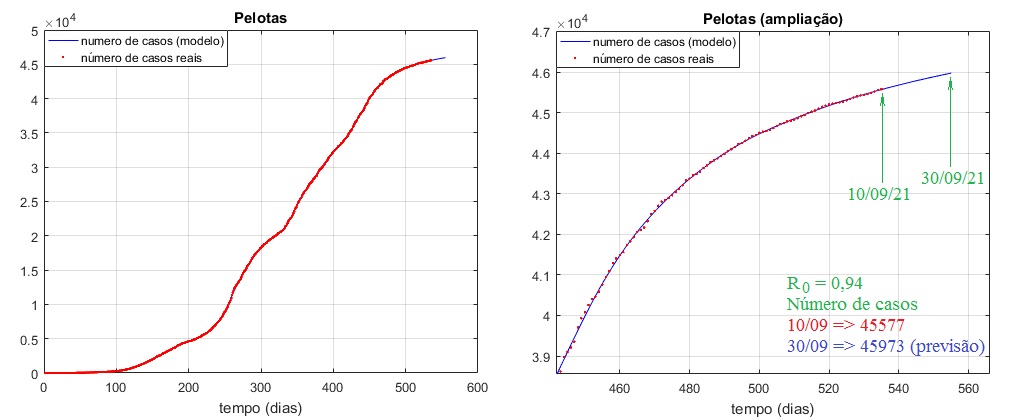 Pelotas
×10⁴
numero de casos (modelo)
número de casos reais
5
4.5
4
3.5
3
2.5
2
1.5
1
0.5
0
0 100 200 300 400 500 600
tempo (dias)
Pelotas (ampliação)
×10⁴
numero de casos (modelo)
número de casos reais
4.7
4.6
4.5
4.4
4.3
4.2
4.1
4
3.9
30/09/21
10/09/21
R₀ = 0,94
Número de casos
10/09 => 45577
30/09 => 45973 (previsão)
460 480 500 520 540 560
tempo (dias)